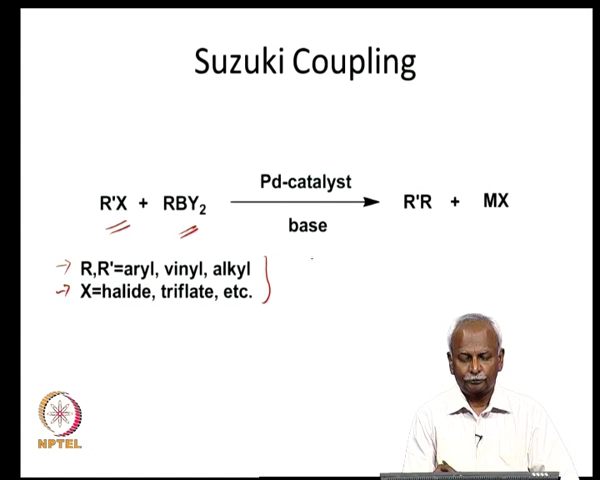 Suzuki Coupling
R'X + RBY₂
Pd-catalyst
base
R'R + MX
R,R'=aryl, vinyl, alkyl
X=halide, triflate, etc.
NPTEL